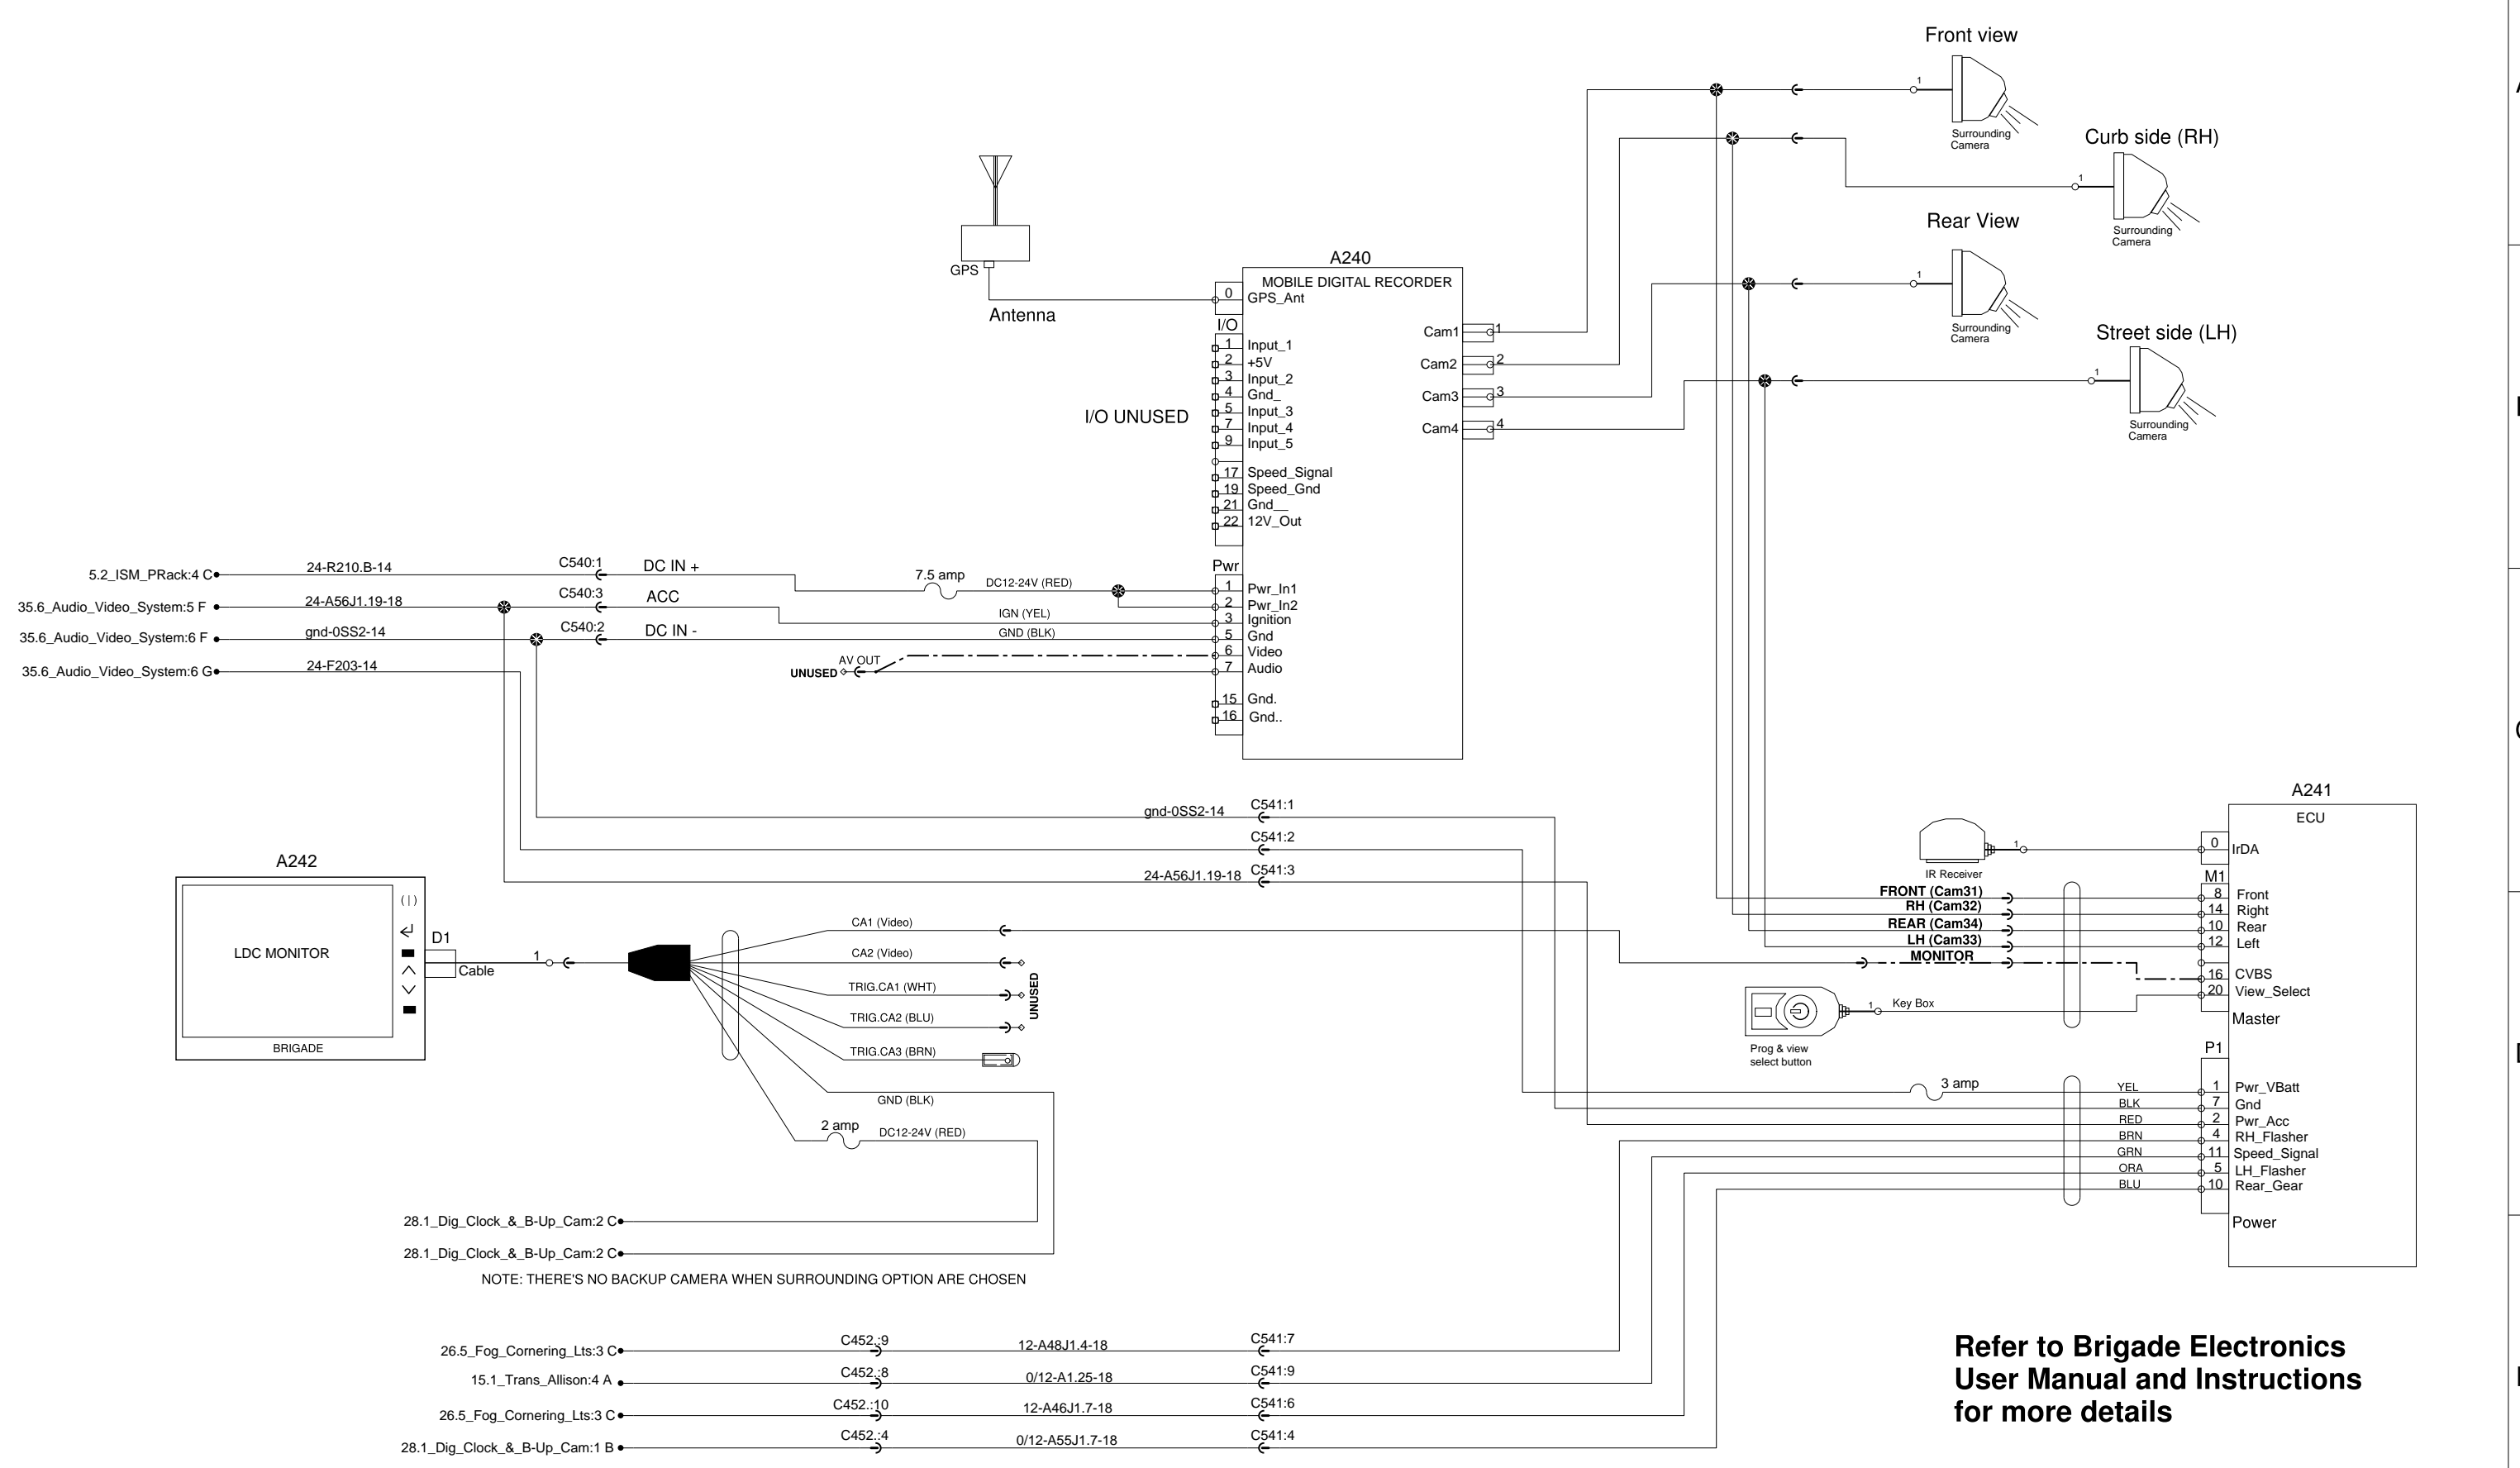 Front view
1
Surrounding
Camera
Curb side (RH)
1
Surrounding
Camera
Rear View
1
Surrounding
Camera
Street side (LH)
1
Surrounding
Camera
GPS
Antenna
A240
MOBILE DIGITAL RECORDER
0 GPS_Ant
I/O
1 Input_1
2 +5V
3 Input_2
4 Gnd_
5 Input_3
7 Input_4
9 Input_5
17 Speed_Signal
19 Speed_Gnd
21 Gnd__
22 12V_Out
I/O UNUSED
Cam1 1
Cam2 2
Cam3 3
Cam4 4
Pwr
1 Pwr_In1
2 Pwr_In2
3 Ignition
5 Gnd
6 Video
7 Audio
15 Gnd.
16 Gnd..
5.2_ISM_PRack:4 C 24-R210.B-14 C540:1 DC IN + 7.5 amp DC12-24V (RED)
35.6_Audio_Video_System:5 F 24-A56J1.19-18 C540:3 ACC IGN (YEL)
35.6_Audio_Video_System:6 F gnd-0SS2-14 C540:2 DC IN - GND (BLK)
35.6_Audio_Video_System:6 G 24-F203-14
UNUSED AV OUT
gnd-0SS2-14 C541:1
C541:2
24-A56J1.19-18 C541:3
A242
LDC MONITOR
BRIGADE
( | )
D1
Cable
1
CA1 (Video)
CA2 (Video)
TRIG.CA1 (WHT)
TRIG.CA2 (BLU)
TRIG.CA3 (BRN)
UNUSED
GND (BLK)
2 amp DC12-24V (RED)
28.1_Dig_Clock_&_B-Up_Cam:2 C
28.1_Dig_Clock_&_B-Up_Cam:2 C
NOTE: THERE'S NO BACKUP CAMERA WHEN SURROUNDING OPTION ARE CHOSEN
A241
ECU
IR Receiver
1
0 IrDA
M1
FRONT (Cam31) 8 Front
RH (Cam32) 14 Right
REAR (Cam34) 10 Rear
LH (Cam33) 12 Left
MONITOR 16 CVBS
1 Key Box 20 View_Select
Master
Prog & view
select button
P1
3 amp YEL 1 Pwr_VBatt
BLK 7 Gnd
RED 2 Pwr_Acc
BRN 4 RH_Flasher
GRN 11 Speed_Signal
ORA 5 LH_Flasher
BLU 10 Rear_Gear
Power
26.5_Fog_Cornering_Lts:3 C C452.:9 12-A48J1.4-18 C541:7
15.1_Trans_Allison:4 A C452.:8 0/12-A1.25-18 C541:9
26.5_Fog_Cornering_Lts:3 C C452.:10 12-A46J1.7-18 C541:6
28.1_Dig_Clock_&_B-Up_Cam:1 B C452.:4 0/12-A55J1.7-18 C541:4
Refer to Brigade Electronics
User Manual and Instructions
for more details